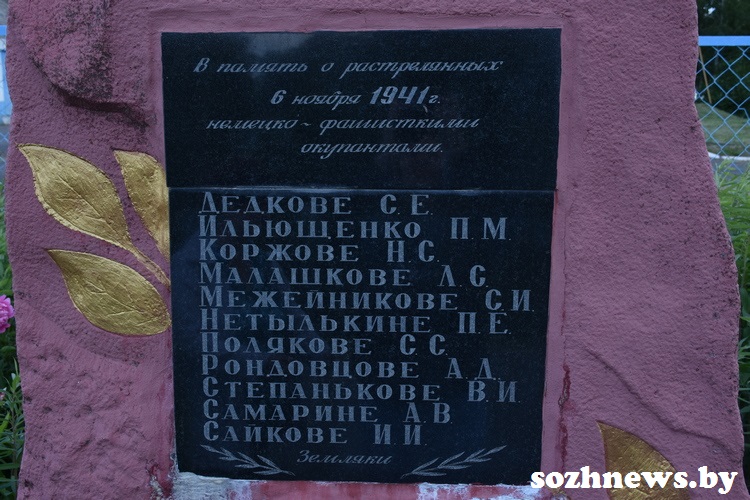 В память о растрелянных
6 ноября 1941 г.
немецко-фашисткими
окупантами.
Дедкове С.Е.
Ильющенко П.М.
Коржове Н.С.
Малашкове Л.С.
Межейникове С.И.
Нетылькине П.Е.
Полякове С.С.
Рондовцове А.Д.
Степанькове В.И.
Самарине А.В
Сайкове И.И.
Земляки
sozhnews.by